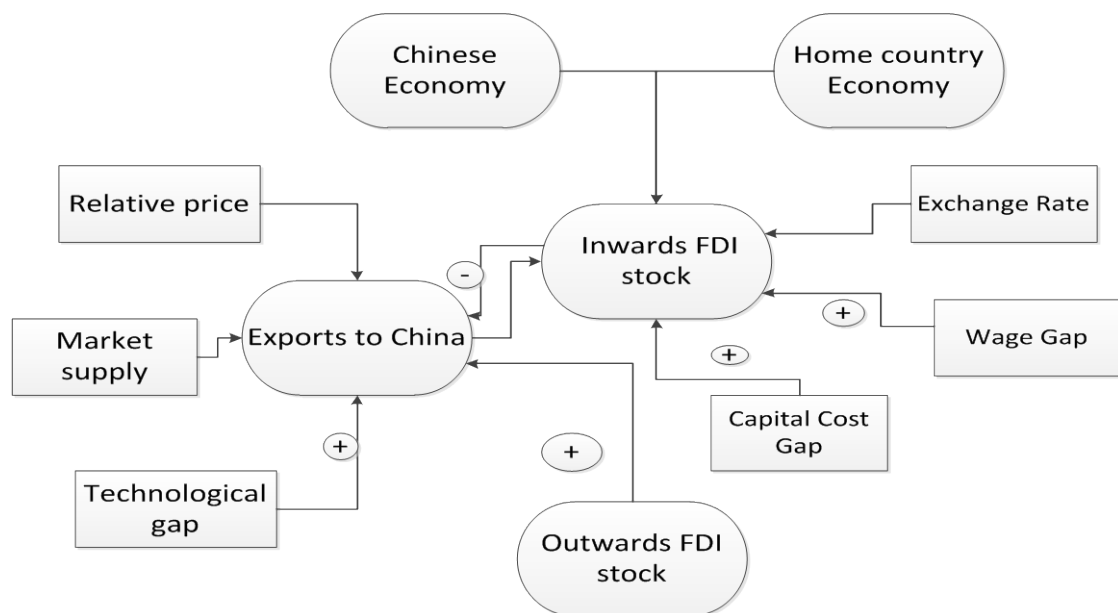 Chinese
Economy
Home country
Economy
Relative price
Exchange Rate
Inwards FDI
stock
-
+
Market
supply
Exports to China
Wage Gap
+
Capital Cost
Gap
+
+
Technological
gap
Outwards FDI
stock